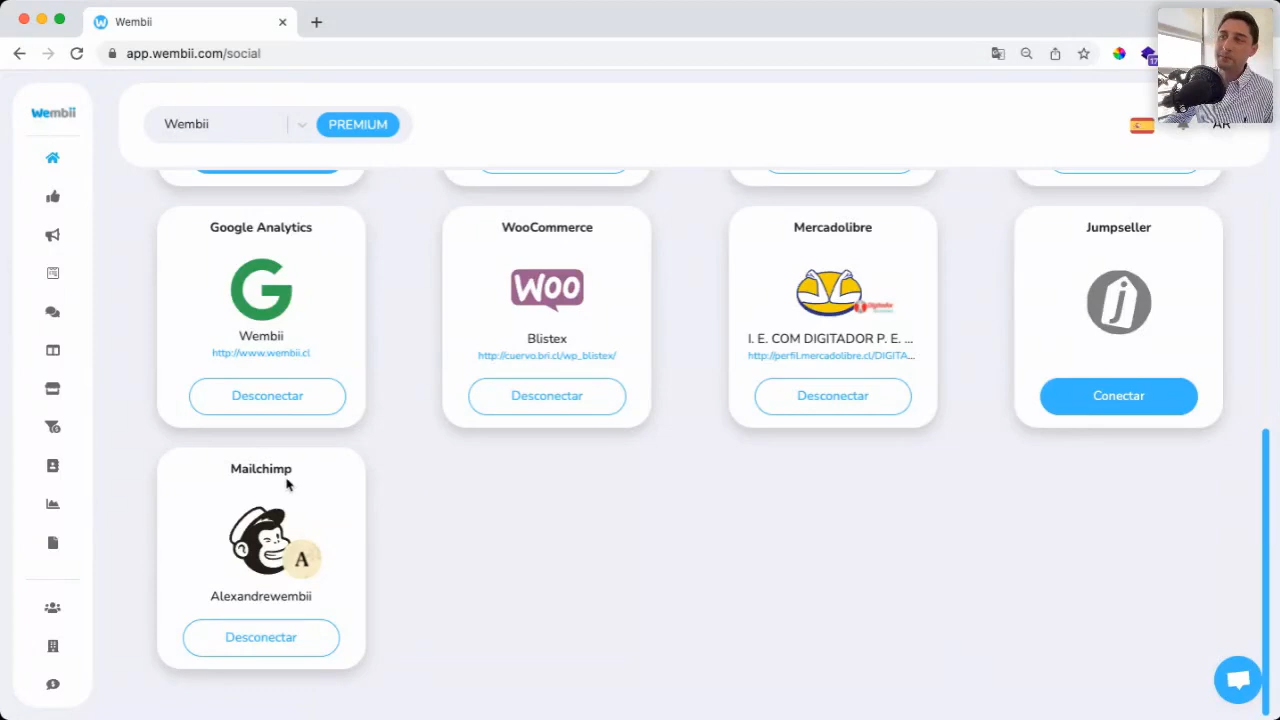 Wembii
app.wembii.com/social
17
Wembii
Wembii
PREMIUM
AR
Google Analytics
Wembii
http://www.wembii.cl
Desconectar
WooCommerce
WOO
Blistex
http://cuervo.bri.cl/wp_blistex/
Desconectar
Mercadolibre
Digitador
I. E. COM DIGITADOR P. E. ...
http://perfil.mercadolibre.cl/DIGITA...
Desconectar
Jumpseller
j
Conectar
Mailchimp
A
Alexandrewembii
Desconectar